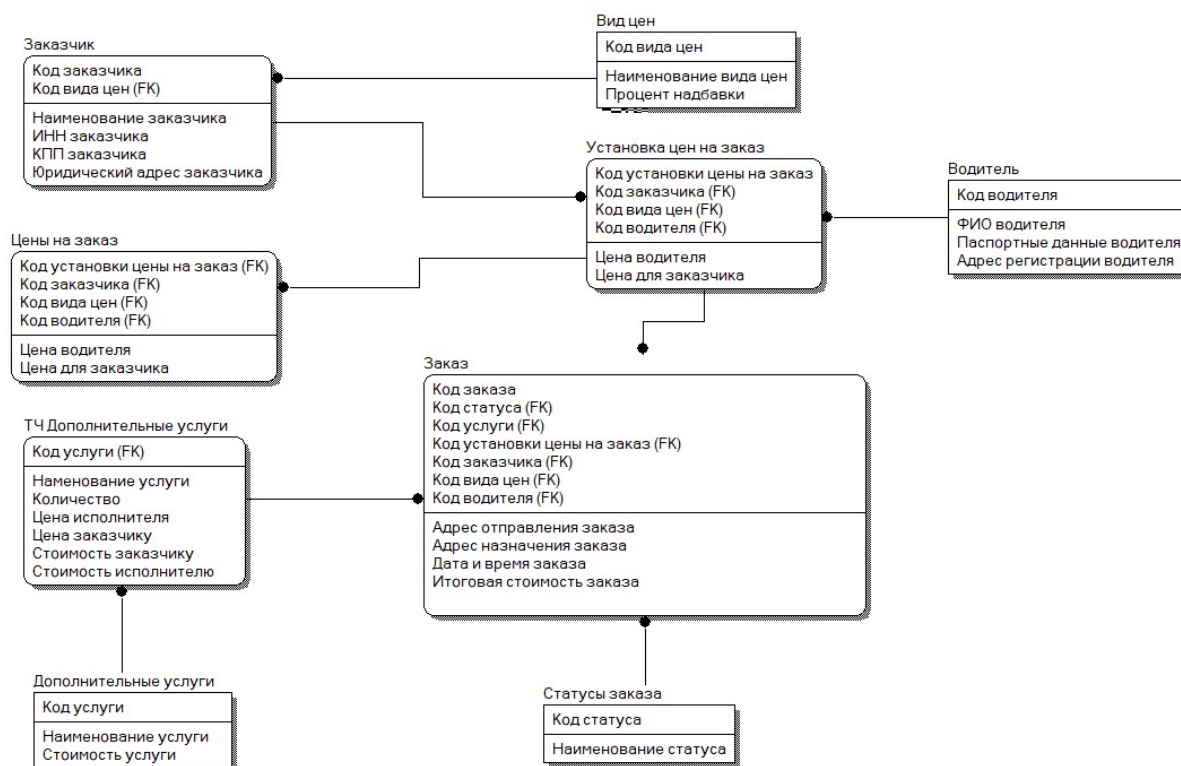 Вид цен
Код вида цен
Наименование вида цен
Процент надбавки
Заказчик
Код заказчика
Код вида цен (FK)
Наименование заказчика
ИНН заказчика
КПП заказчика
Юридический адрес заказчика
Установка цен на заказ
Код установки цены на заказ
Код заказчика (FK)
Код вида цен (FK)
Код водителя (FK)
Цена водителя
Цена для заказчика
Водитель
Код водителя
ФИО водителя
Паспортные данные водителя
Адрес регистрации водителя
Цены на заказ
Код установки цены на заказ (FK)
Код заказчика (FK)
Код вида цен (FK)
Код водителя (FK)
Цена водителя
Цена для заказчика
Заказ
Код заказа
Код статуса (FK)
Код услуги (FK)
Код установки цены на заказ (FK)
Код заказчика (FK)
Код вида цен (FK)
Код водителя (FK)
Адрес отправления заказа
Адрес назначения заказа
Дата и время заказа
Итоговая стоимость заказа
ТЧ Дополнительные услуги
Код услуги (FK)
Наменование услуги
Количество
Цена исполнителя
Цена заказчику
Стоимость заказчику
Стоимость исполнителю
Дополнительные услуги
Код услуги
Наименование услуги
Стоимость услуги
Статусы заказа
Код статуса
Наименование статуса